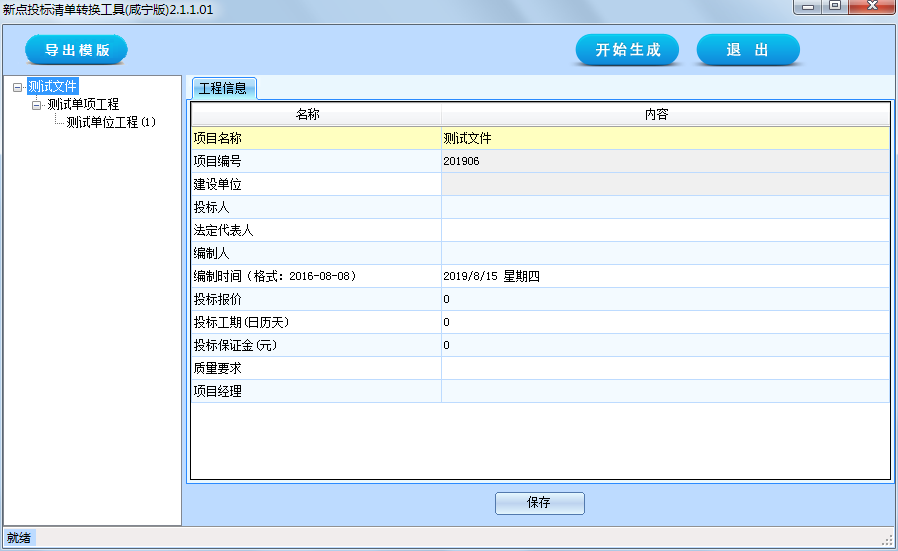 新点投标清单转换工具(咸宁版)2.1.1.01
导出模版
开始生成
退 出
测试文件
测试单项工程
测试单位工程(1)
工程信息
名称 内容
项目名称 测试文件
项目编号 201906
建设单位
投标人
法定代表人
编制人
编制时间（格式：2016-08-08） 2019/8/15 星期四
投标报价 0
投标工期(日历天) 0
投标保证金(元) 0
质量要求
项目经理
保存
就绪